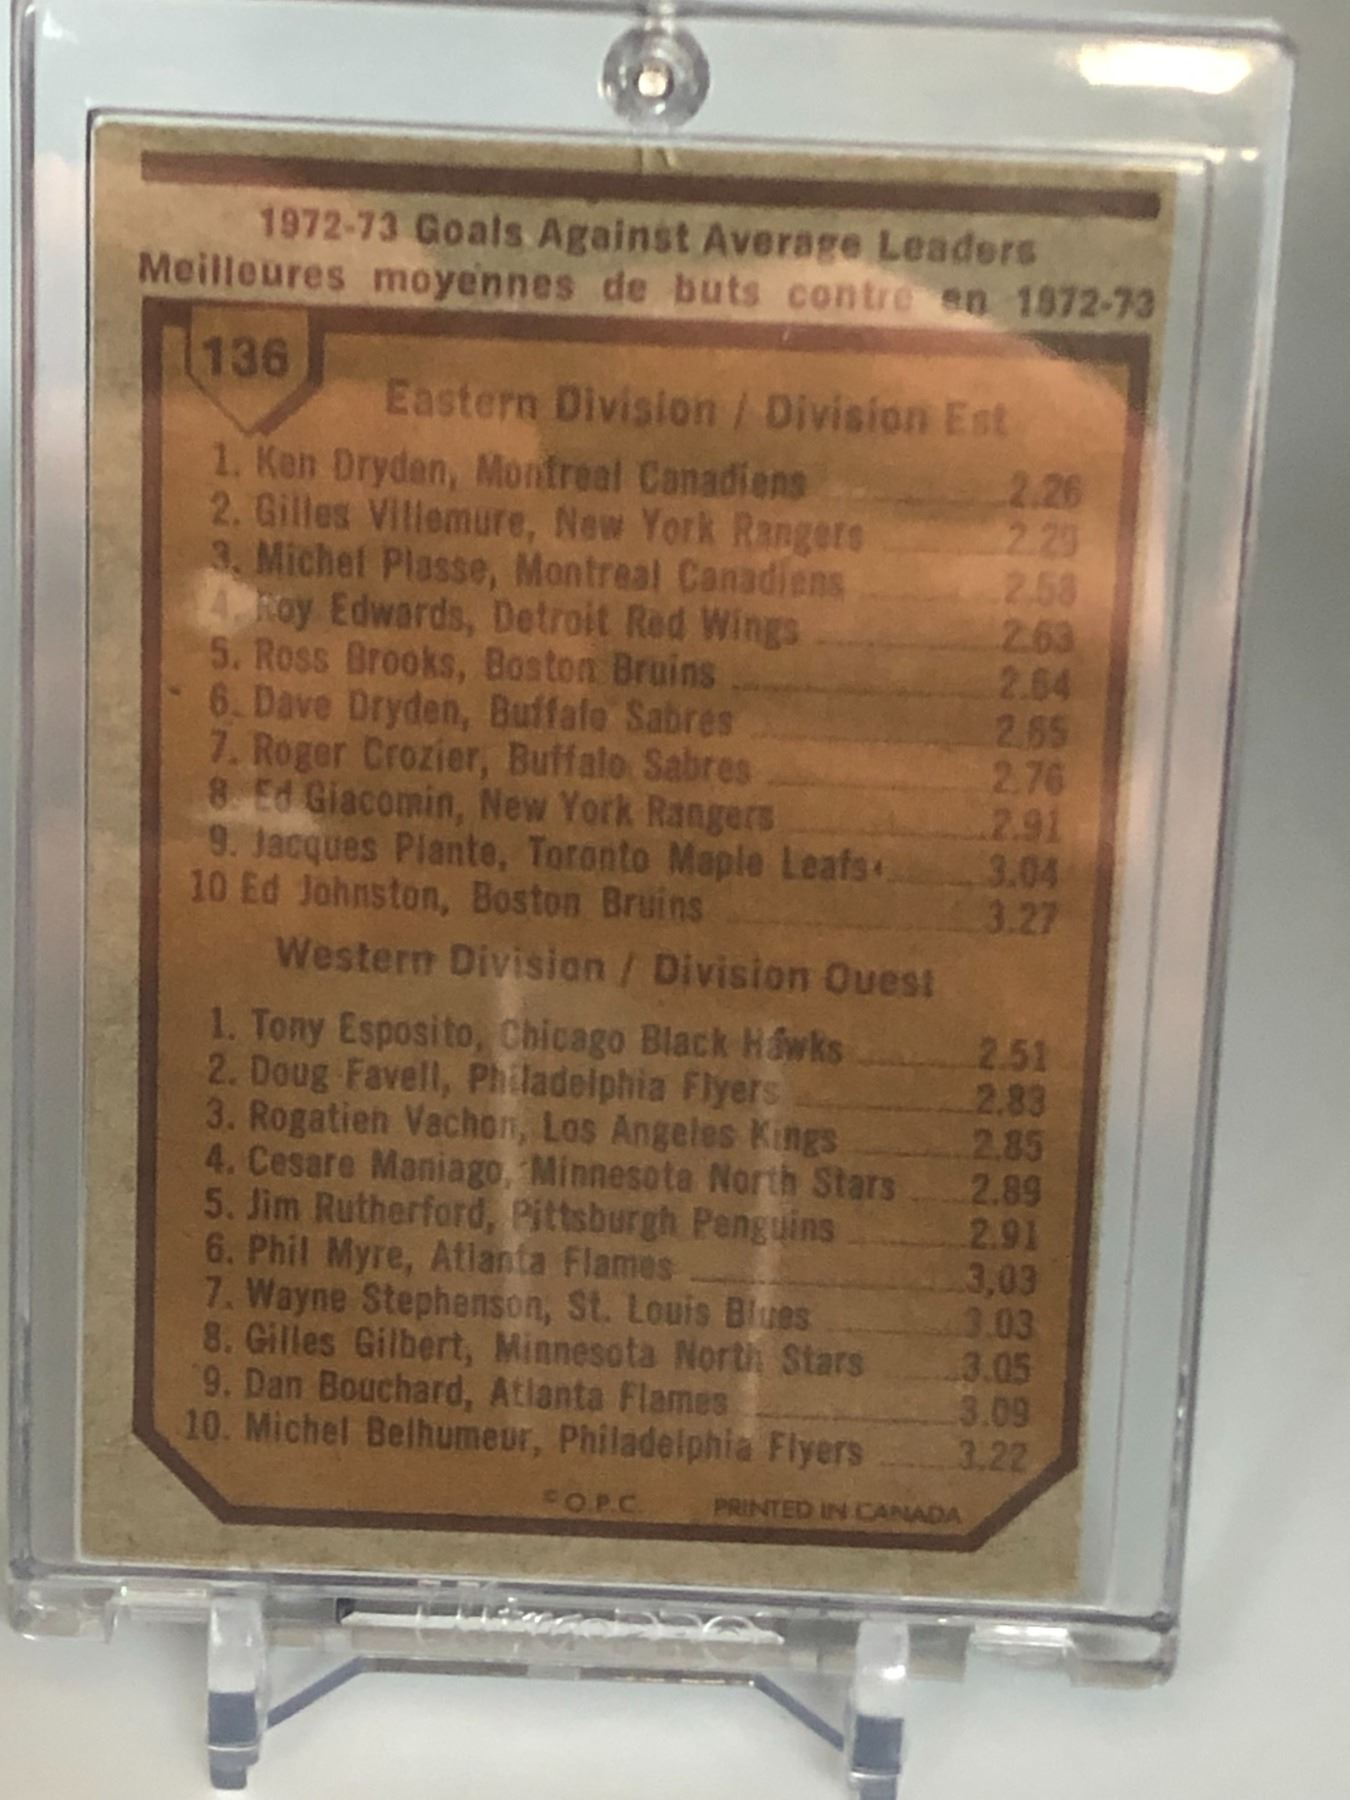 1972-73 Goals Against Average Leaders
Meilleures moyennes de buts contre en 1972-73
136
Eastern Division / Division Est
1. Ken Dryden, Montreal Canadiens 2.26
2. Gilles Villemure, New York Rangers 2.29
3. Michel Plasse, Montreal Canadiens 2.58
4. Roy Edwards, Detroit Red Wings 2.63
5. Ross Brooks, Boston Bruins 2.64
6. Dave Dryden, Buffalo Sabres 2.65
7. Roger Crozier, Buffalo Sabres 2.76
8. Ed Giacomin, New York Rangers 2.91
9. Jacques Plante, Toronto Maple Leafs 3.04
10 Ed Johnston, Boston Bruins 3.27
Western Division / Division Ouest
1. Tony Esposito, Chicago Black Hawks 2.51
2. Doug Favell, Philadelphia Flyers 2.83
3. Rogatien Vachon, Los Angeles Kings 2.85
4. Cesare Maniago, Minnesota North Stars 2.89
5. Jim Rutherford, Pittsburgh Penguins 2.91
6. Phil Myre, Atlanta Flames 3,03
7. Wayne Stephenson, St. Louis Blues 3.03
8. Gilles Gilbert, Minnesota North Stars 3.05
9. Dan Bouchard, Atlanta Flames 3.09
10. Michel Belhumeur, Philadelphia Flyers 3.22
© O.P.C. PRINTED IN CANADA